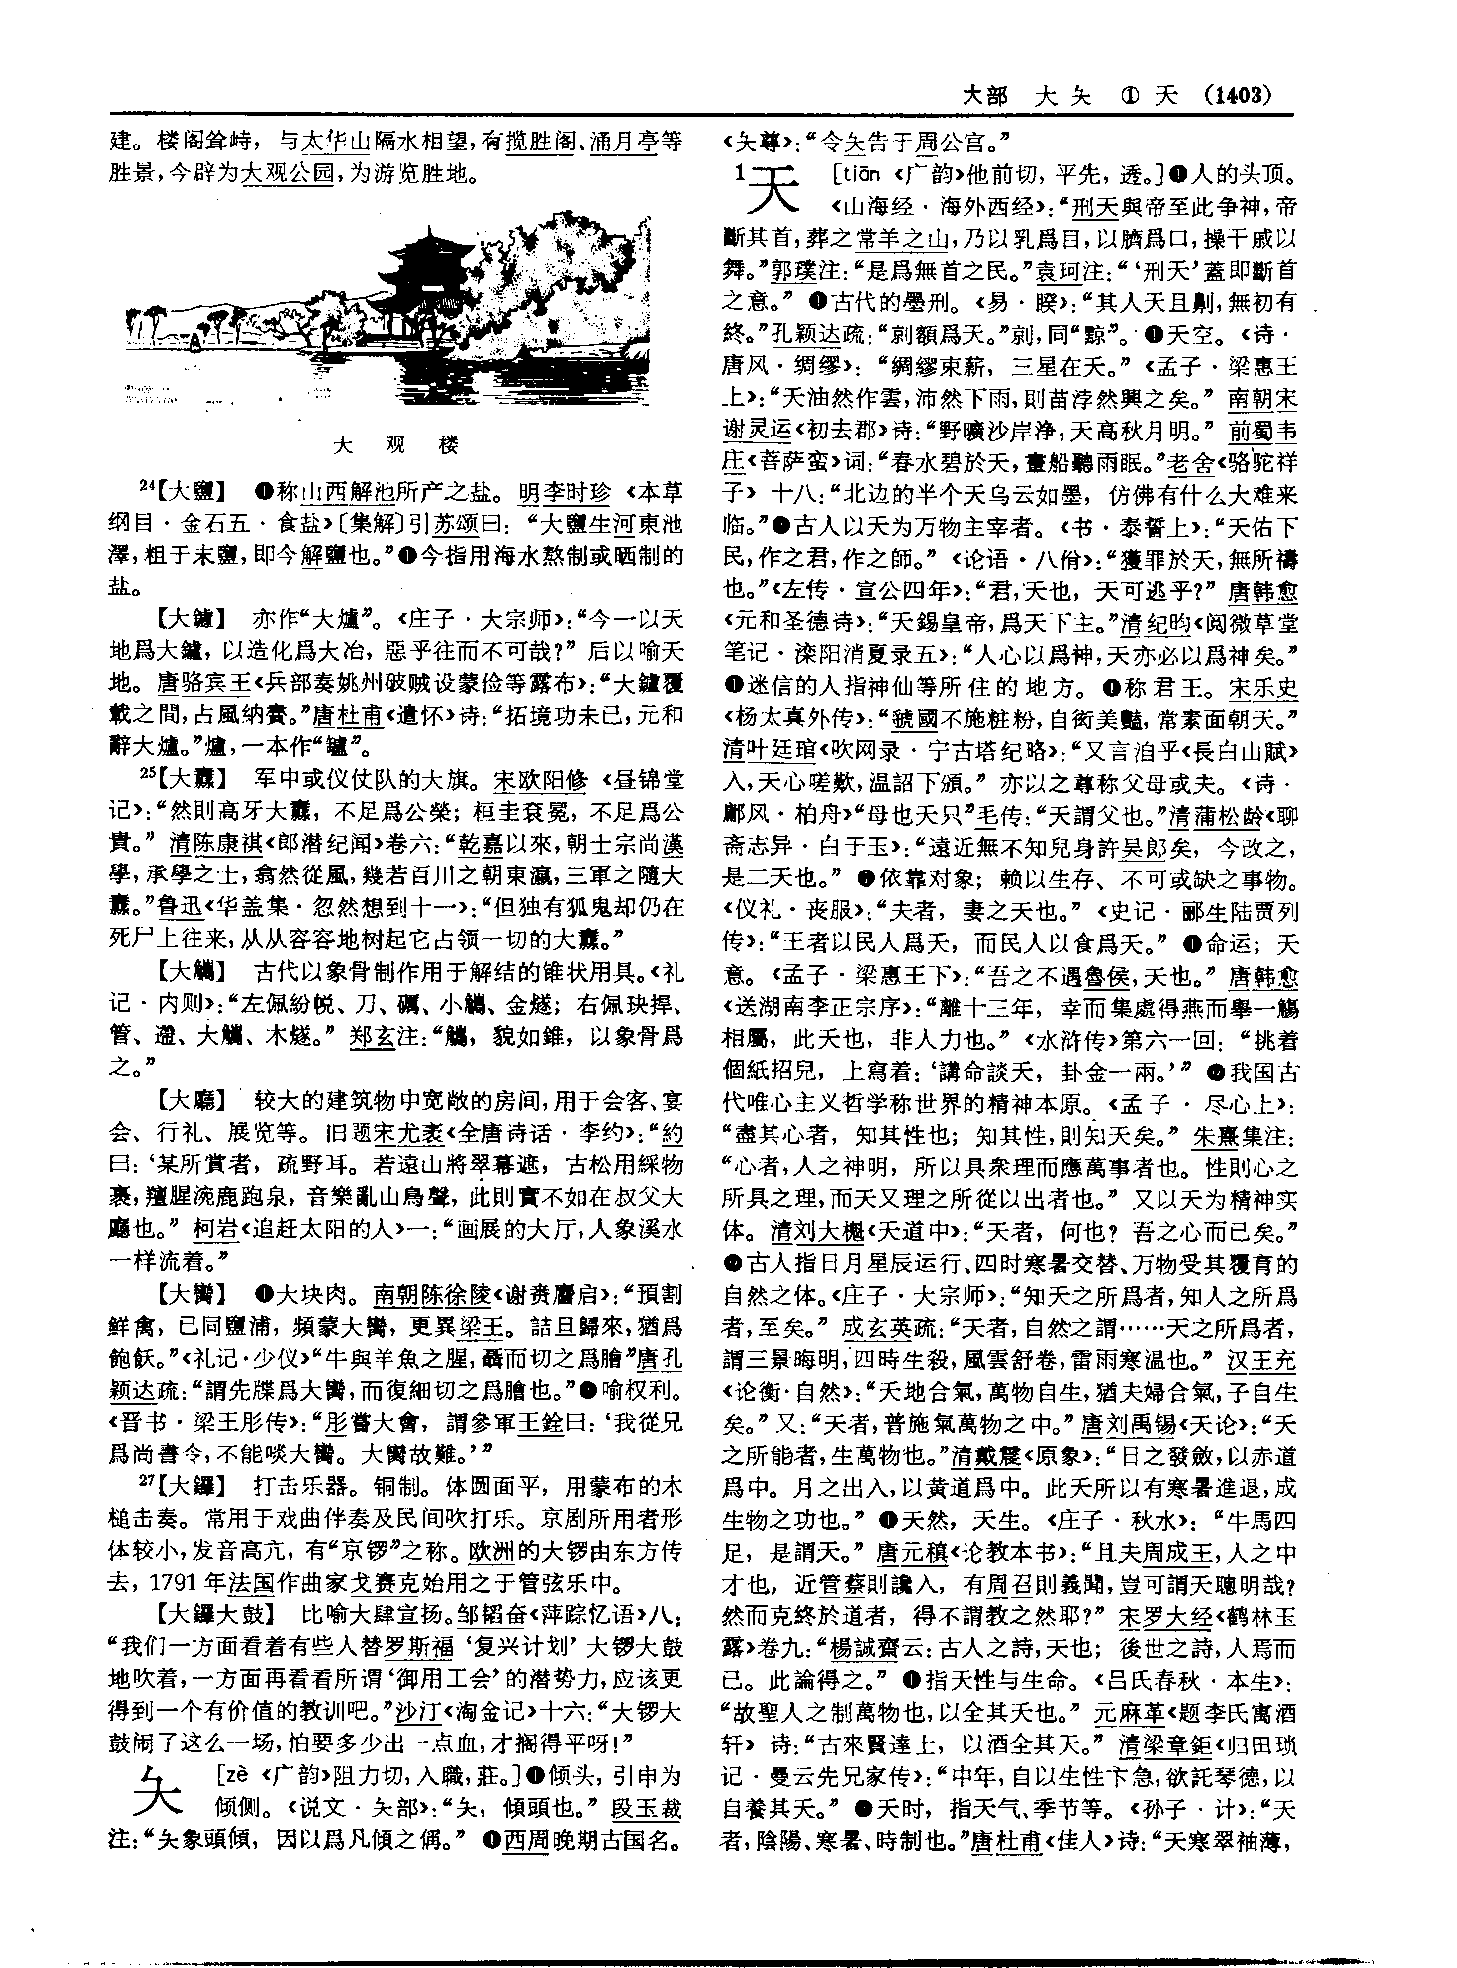 大部 大 夨 ① 天 (1403)
建。楼阁耸峙，与太华山隔水相望，有揽胜阁、涌月亭等
胜景，今辟为大观公园，为游览胜地。
大 观 楼
²⁴【大鹽】 ❶称山西解池所产之盐。明李时珍《本草
纲目·金石五·食盐》〔集解〕引苏颂曰：“大鹽生河東池
澤，粗于末鹽，即今解鹽也。”❷今指用海水熬制或晒制的
盐。
【大鑪】 亦作“大爐”。《庄子·大宗师》：“今一以天
地爲大鑪，以造化爲大冶，惡乎往而不可哉？”后以喻天
地。唐骆宾王《兵部奏姚州破贼设蒙俭等露布》：“大鑪覆
載之間，占風纳賮。”唐杜甫《遣怀》诗：“拓境功未已，元和
辭大爐。”爐，一本作“鑪”。
²⁵【大纛】 军中或仪仗队的大旗。宋欧阳修《昼锦堂
记》：“然則高牙大纛，不足爲公榮；桓圭袞冕，不足爲公
貴。”清陈康祺《郎潜纪闻》卷六：“乾嘉以來，朝士宗尚漢
學，承學之士，翕然從風，幾若百川之朝東瀛，三軍之隨大
纛。”鲁迅《华盖集·忽然想到十一》：“但独有狐鬼却仍在
死尸上往来，从从容容地树起它占领一切的大纛。”
【大觿】 古代以象骨制作用于解结的锥状用具。《礼
记·内则》：“左佩紛帨、刀、礪、小觿、金燧；右佩玦捍、
管、遰、大觿、木燧。”郑玄注：“觿，貌如錐，以象骨爲
之。”
【大廳】 较大的建筑物中宽敞的房间，用于会客、宴
会、行礼、展览等。旧题宋尤袤《全唐诗话·李约》：“約
曰：‘某所賞者，疏野耳。若遠山將翠幕遮，古松用綵物
裹，羶腥涴鹿跑泉，音樂亂山鳥聲，此則實不如在叔父大
廳也。”柯岩《追赶太阳的人》一：“画展的大厅，人象溪水
一样流着。”
【大臠】 ❶大块肉。南朝陈徐陵《谢赉麞启》：“預割
鮮禽，已同鹽浦，頻蒙大臠，更異梁王。詰旦歸來，猶爲
飽飫。”《礼记·少仪》“牛與羊魚之腥，聶而切之爲膾”唐孔
颖达疏：“謂先牒爲大臠，而復細切之爲膾也。”❷喻权利。
《晋书·梁王肜传》：“肜嘗大會，謂參軍王銓曰：‘我從兄
爲尚書令，不能啖大臠。大臠故難。’”
²⁷【大鑼】 打击乐器。铜制。体圆面平，用蒙布的木
槌击奏。常用于戏曲伴奏及民间吹打乐。京剧所用者形
体较小，发音高亢，有“京锣”之称。欧洲的大锣由东方传
去，1791年法国作曲家戈赛克始用之于管弦乐中。
【大鑼大鼓】 比喻大肆宣扬。邹韬奋《萍踪忆语》八：
“我们一方面看着有些人替罗斯福‘复兴计划’大锣大鼓
地吹着，一方面再看看所谓‘御用工会’的潜势力，应该更
得到一个有价值的教训吧。”沙汀《淘金记》十六：“大锣大
鼓闹了这么一场，怕要多少出一点血，才搁得平呀！”
夨 [zè《广韵》阻力切，入職，莊。]❶倾头，引申为
倾侧。《说文·夨部》：“夨，傾頭也。”段玉裁
注：“夨象頭傾，因以爲凡傾之偁。”❷西周晚期古国名。
《夨尊》：“令夨告于周公宫。”
¹天 [tiān《广韵》他前切，平先，透。]❶人的头顶。
《山海经·海外西经》：“刑天與帝至此争神，帝
斷其首，葬之常羊之山，乃以乳爲目，以臍爲口，操干戚以
舞。”郭璞注：“是爲無首之民。”袁珂注：“‘刑天’蓋即斷首
之意。”❷古代的墨刑。《易·睽》：“其人天且劓；無初有
終。”孔颖达疏：“剠額爲天。”剠，同“黥”。❸天空。《诗·
唐风·绸缪》：“綢繆束薪，三星在天。”《孟子·梁惠王
上》：“天油然作雲，沛然下雨，則苗浡然興之矣。”南朝宋
谢灵运《初去郡》诗：“野曠沙岸浄，天高秋月明。”前蜀韦
庄《菩萨蛮》词：“春水碧於天，畫船聽雨眠。”老舍《骆驼祥
子》十八：“北边的半个天乌云如墨，仿佛有什么大难来
临。”❹古人以天为万物主宰者。《书·泰誓上》：“天佑下
民，作之君，作之師。”《论语·八佾》：“獲罪於天，無所禱
也。”《左传·宣公四年》：“君，天也，天可逃乎？”唐韩愈
《元和圣德诗》：“天錫皇帝，爲天下主。”清纪昀《阅微草堂
笔记·滦阳消夏录五》：“人心以爲神，天亦必以爲神矣。”
❺迷信的人指神仙等所住的地方。❻称君王。宋乐史
《杨太真外传》：“虢國不施粧粉，自衒美豔，常素面朝天。”
清叶廷琯《吹网录·宁古塔纪略》：“又言洎乎《長白山賦》
入，天心嗟歎，温詔下頒。”亦以之尊称父母或夫。《诗·
鄘风·柏舟》“母也天只”毛传：“天謂父也。”清蒲松龄《聊
斋志异·白于玉》：“遠近無不知兒身許吴郎矣，今改之，
是二天也。”❼依靠对象；赖以生存、不可或缺之事物。
《仪礼·丧服》：“夫者，妻之天也。”《史记·郦生陆贾列
传》：“王者以民人爲天，而民人以食爲天。”❽命运；天
意。《孟子·梁惠王下》：“吾之不遇魯侯，天也。”唐韩愈
《送湖南李正字序》：“離十三年，幸而集處得燕而舉一觴
相屬，此天也，非人力也。”《水浒传》第六一回：“挑着
個紙招兒，上寫着：‘講命談天，卦金一兩。’”❾我国古
代唯心主义哲学称世界的精神本原。《孟子·尽心上》：
“盡其心者，知其性也；知其性，則知天矣。”朱熹集注：
“心者，人之神明，所以具衆理而應萬事者也。性則心之
所具之理，而天又理之所從以出者也。”又以天为精神实
体。清刘大櫆《天道中》：“天者，何也？吾之心而已矣。”
❿古人指日月星辰运行、四时寒暑交替、万物受其覆育的
自然之体。《庄子·大宗师》：“知天之所爲者，知人之所爲
者，至矣。”成玄英疏：“天者，自然之謂……天之所爲者，
謂三景晦明，四時生殺，風雲舒卷，雷雨寒温也。”汉王充
《论衡·自然》：“天地合氣，萬物自生，猶夫婦合氣，子自生
矣。”又：“天者，普施氣萬物之中。”唐刘禹锡《天论》：“天
之所能者，生萬物也。”清戴震《原象》：“日之發斂，以赤道
爲中。月之出入，以黄道爲中。此天所以有寒暑進退，成
生物之功也。”⓫天然，天生。《庄子·秋水》：“牛馬四
足，是謂天。”唐元稹《论教本书》：“且夫周成王，人之中
才也，近管蔡則讒入，有周召則義聞，豈可謂天聰明哉？
然而克終於道者，得不謂教之然耶？”宋罗大经《鹤林玉
露》卷九：“楊誠齋云：古人之詩，天也；後世之詩，人焉而
已。此論得之。”⓬指天性与生命。《吕氏春秋·本生》：
“故聖人之制萬物也，以全其天也。”元麻革《题李氏寓酒
轩》诗：“古來賢達士，以酒全其天。”清梁章鉅《归田琐
记·曼云先兄家传》：“中年，自以生性卞急，欲託琴德，以
自養其天。”⓭天时，指天气、季节等。《孙子·计》：“天
者，陰陽、寒暑、時制也。”唐杜甫《佳人》诗：“天寒翠袖薄，